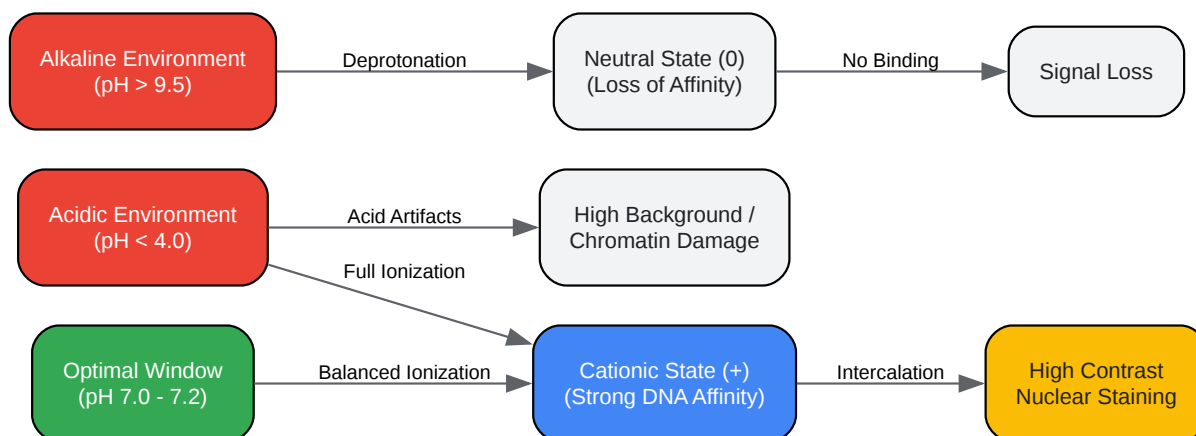 Alkaline Environment
(pH > 9.5)
Deprotonation
Neutral State (0)
(Loss of Affinity)
No Binding
Signal Loss
Acidic Environment
(pH < 4.0)
Acid Artifacts
High Background /
Chromatin Damage
Full Ionization
Optimal Window
(pH 7.0 - 7.2)
Balanced Ionization
Cationic State (+)
(Strong DNA Affinity)
Intercalation
High Contrast
Nuclear Staining